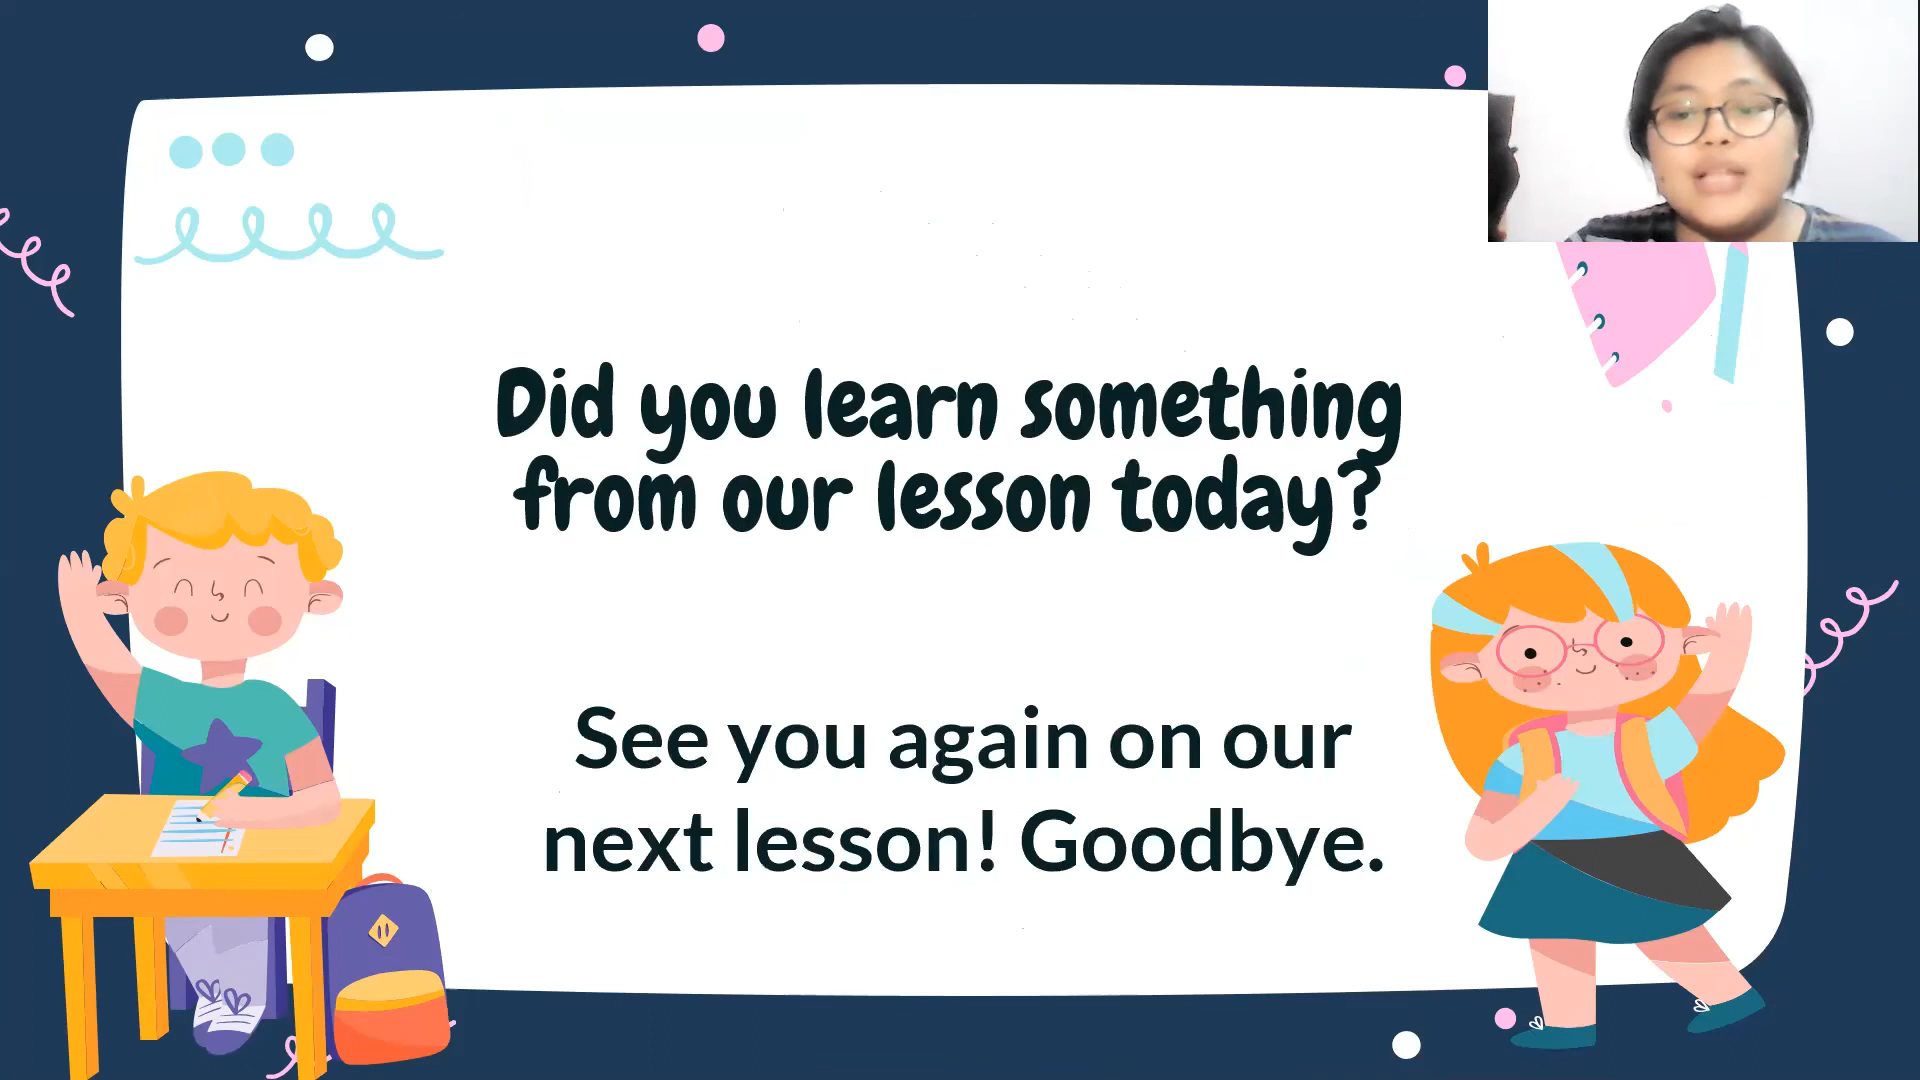 Did you learn something
from our lesson today?
See you again on our
next lesson! Goodbye.